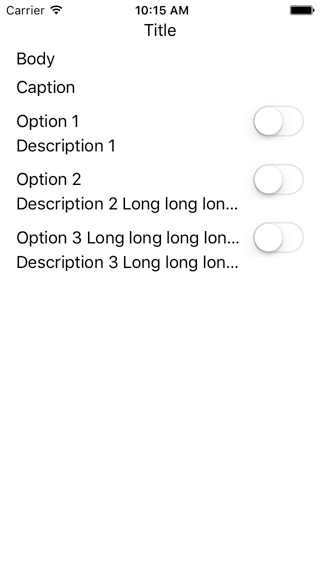 Carrier 10:15 AM
Title
Body
Caption
Option 1
Description 1
Option 2
Description 2 Long long lon...
Option 3 Long long long lon...
Description 3 Long long lon...